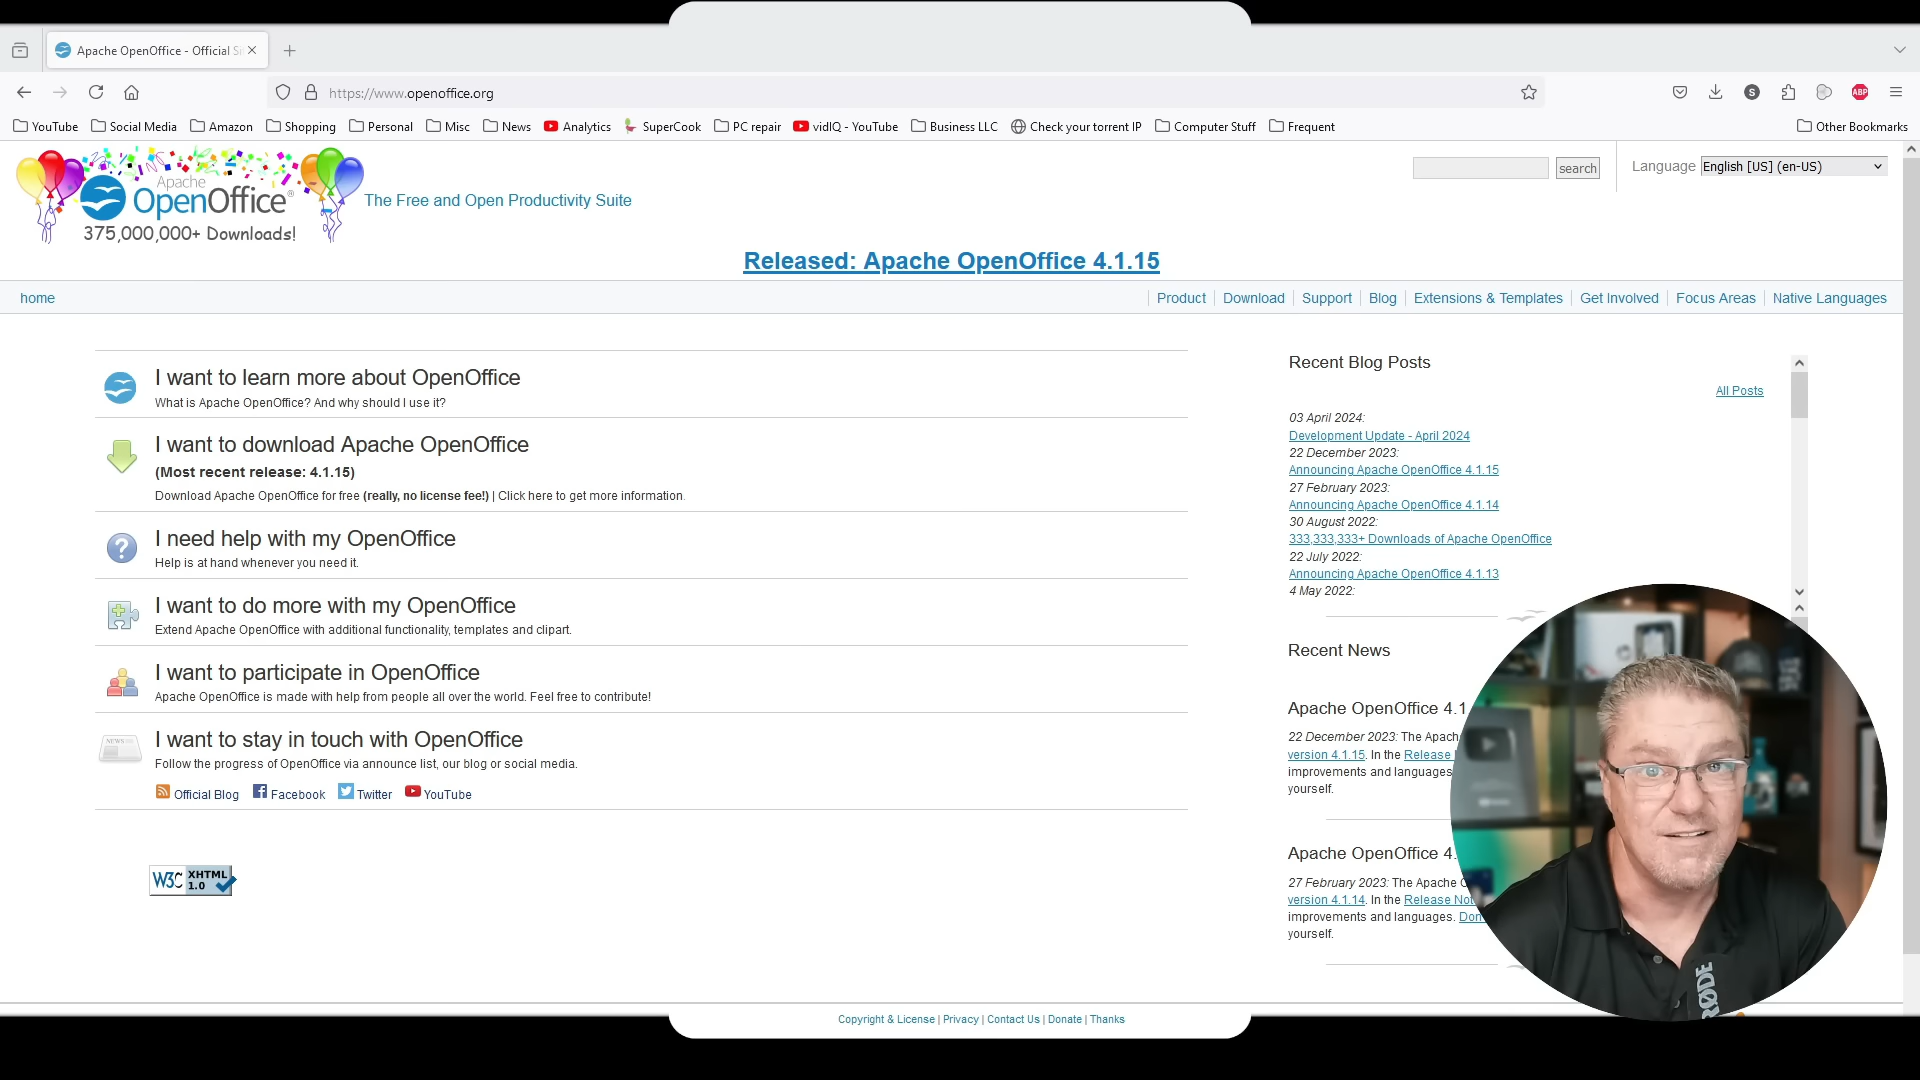 Apache OpenOffice - Official Si
https://www.openoffice.org
S
ABP
YouTube
Social Media
Amazon
Shopping
Personal
Misc
News
Analytics
SuperCook
PC repair
vidIQ - YouTube
Business LLC
Check your torrent IP
Computer Stuff
Frequent
Other Bookmarks
Apache
OpenOffice®
375,000,000+ Downloads!
The Free and Open Productivity Suite
search
Language
English [US] (en-US)
Released: Apache OpenOffice 4.1.15
home
Product
Download
Support
Blog
Extensions & Templates
Get Involved
Focus Areas
Native Languages
I want to learn more about OpenOffice
What is Apache OpenOffice? And why should I use it?
I want to download Apache OpenOffice
(Most recent release: 4.1.15)
Download Apache OpenOffice for free (really, no license fee!) | Click here to get more information.
I need help with my OpenOffice
Help is at hand whenever you need it.
I want to do more with my OpenOffice
Extend Apache OpenOffice with additional functionality, templates and clipart.
I want to participate in OpenOffice
Apache OpenOffice is made with help from people all over the world. Feel free to contribute!
NEWS
I want to stay in touch with OpenOffice
Follow the progress of OpenOffice via announce list, our blog or social media.
Official Blog
Facebook
Twitter
YouTube
W3C XHTML 1.0
Recent Blog Posts
All Posts
03 April 2024:
Development Update - April 2024
22 December 2023:
Announcing Apache OpenOffice 4.1.15
27 February 2023:
Announcing Apache OpenOffice 4.1.14
30 August 2022:
333,333,333+ Downloads of Apache OpenOffice
22 July 2022:
Announcing Apache OpenOffice 4.1.13
4 May 2022:
Recent News
Apache OpenOffice 4.1
22 December 2023: The Apach
version 4.1.15. In the Release
improvements and languages
yourself.
Apache OpenOffice 4.
27 February 2023: The Apache O
version 4.1.14. In the Release Not
improvements and languages. Don
yourself.
RØDE
Copyright & License | Privacy | Contact Us | Donate | Thanks